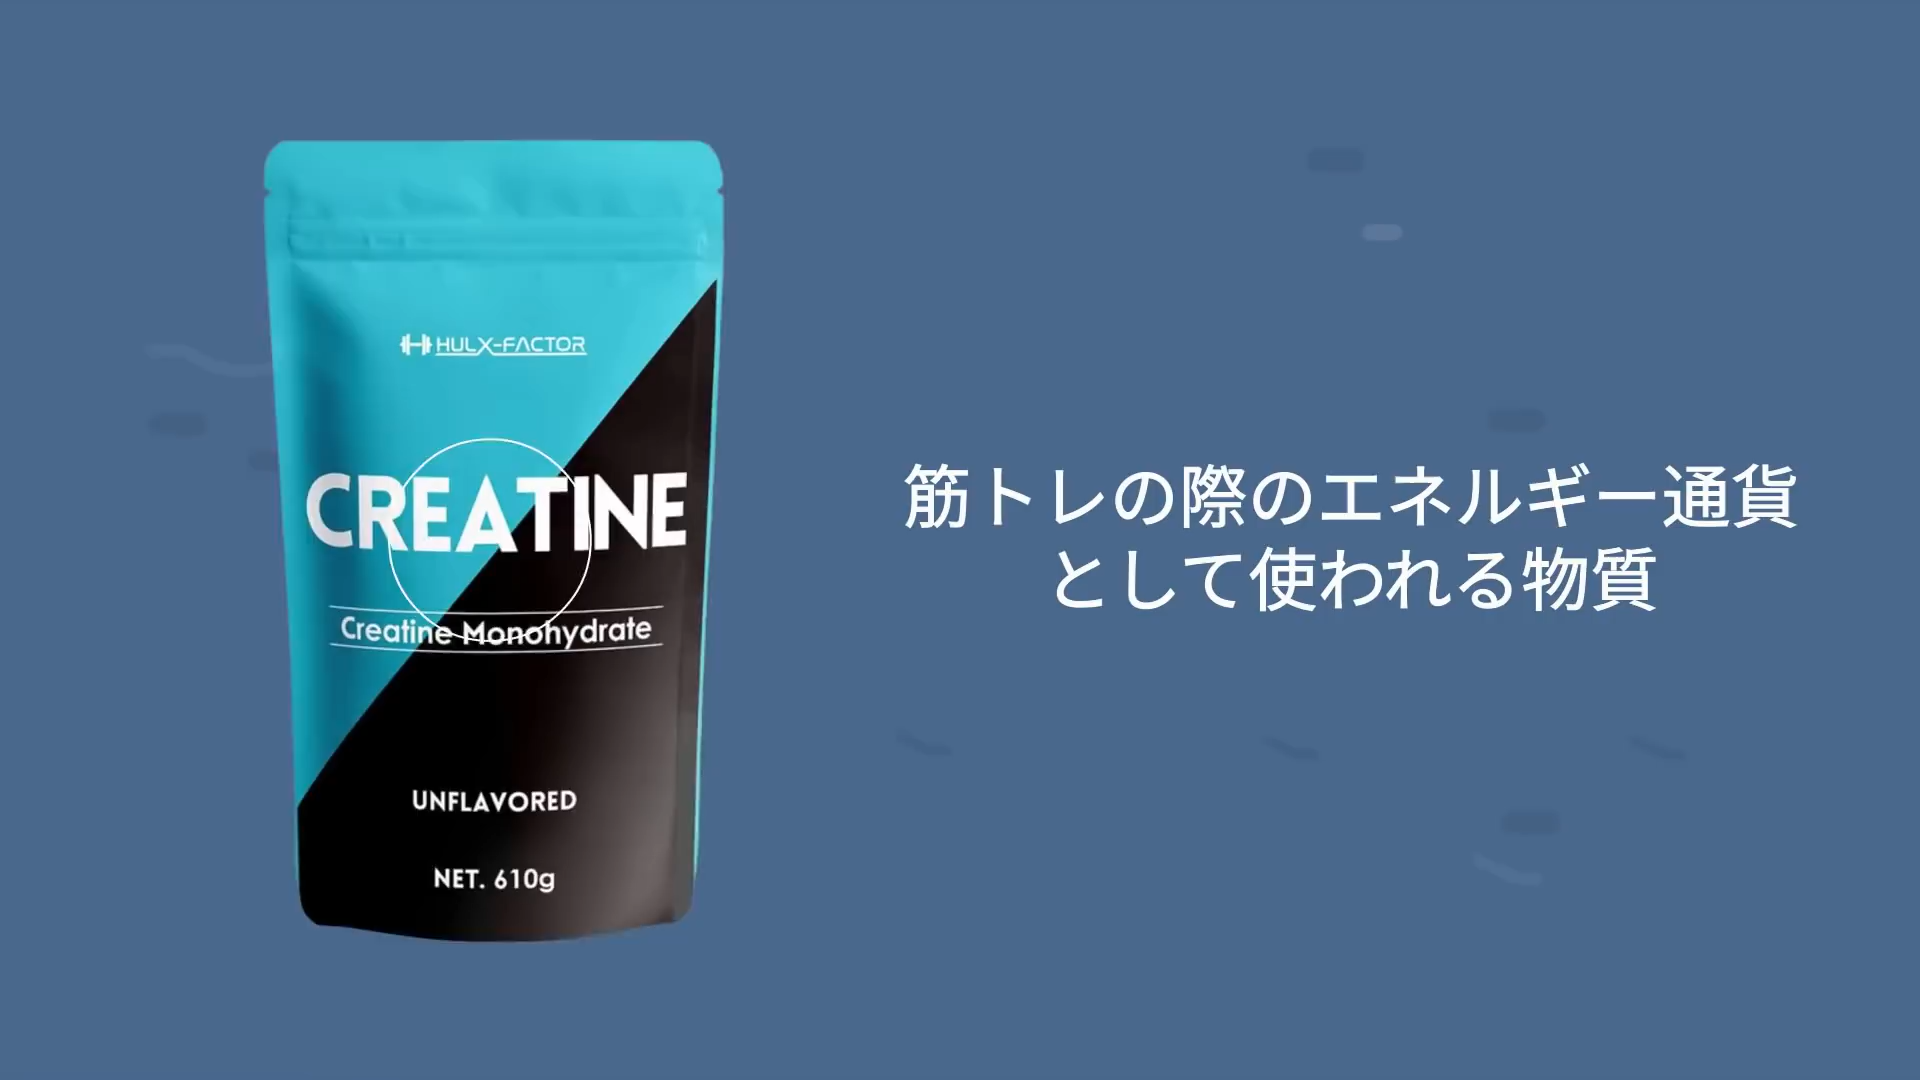 HULX-FACTOR
CREATINE
Creatine Monohydrate
UNFLAVORED
NET. 610g
筋トレの際のエネルギー通貨
として使われる物質